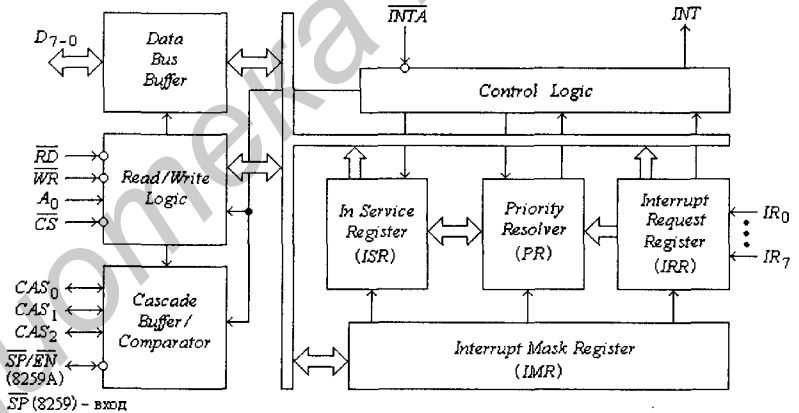 INTA
INT
D7-0
Data
Bus
Buffer
Control Logic
RD
WR
A0
CS
Read/Write
Logic
In Service
Register
(ISR)
Priority
Resolver
(PR)
Interrupt
Request
Register
(IRR)
IR0
IR7
CAS0
CAS1
CAS2
SP/EN
(8259A)
Cascade
Buffer/
Comparator
Interrupt Mask Register
(IMR)
SP (8259) – вход